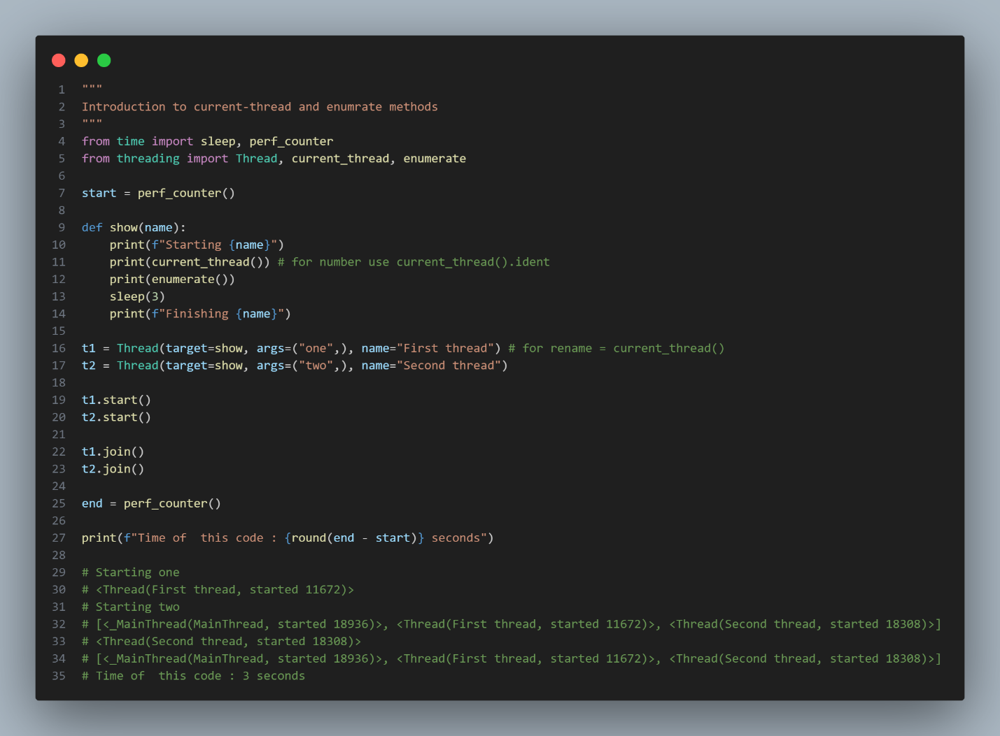 1 """
2 Introduction to current-thread and enumrate methods
3 """
4 from time import sleep, perf_counter
5 from threading import Thread, current_thread, enumerate
6
7 start = perf_counter()
8
9 def show(name):
10     print(f"Starting {name}")
11     print(current_thread()) # for number use current_thread().ident
12     print(enumerate())
13     sleep(3)
14     print(f"Finishing {name}")
15
16 t1 = Thread(target=show, args=("one",), name="First thread") # for rename = current_thread()
17 t2 = Thread(target=show, args=("two",), name="Second thread")
18
19 t1.start()
20 t2.start()
21
22 t1.join()
23 t2.join()
24
25 end = perf_counter()
26
27 print(f"Time of  this code : {round(end - start)} seconds")
28
29 # Starting one
30 # <Thread(First thread, started 11672)>
31 # Starting two
32 # [<_MainThread(MainThread, started 18936)>, <Thread(First thread, started 11672)>, <Thread(Second thread, started 18308)>]
33 # <Thread(Second thread, started 18308)>
34 # [<_MainThread(MainThread, started 18936)>, <Thread(First thread, started 11672)>, <Thread(Second thread, started 18308)>]
35 # Time of  this code : 3 seconds